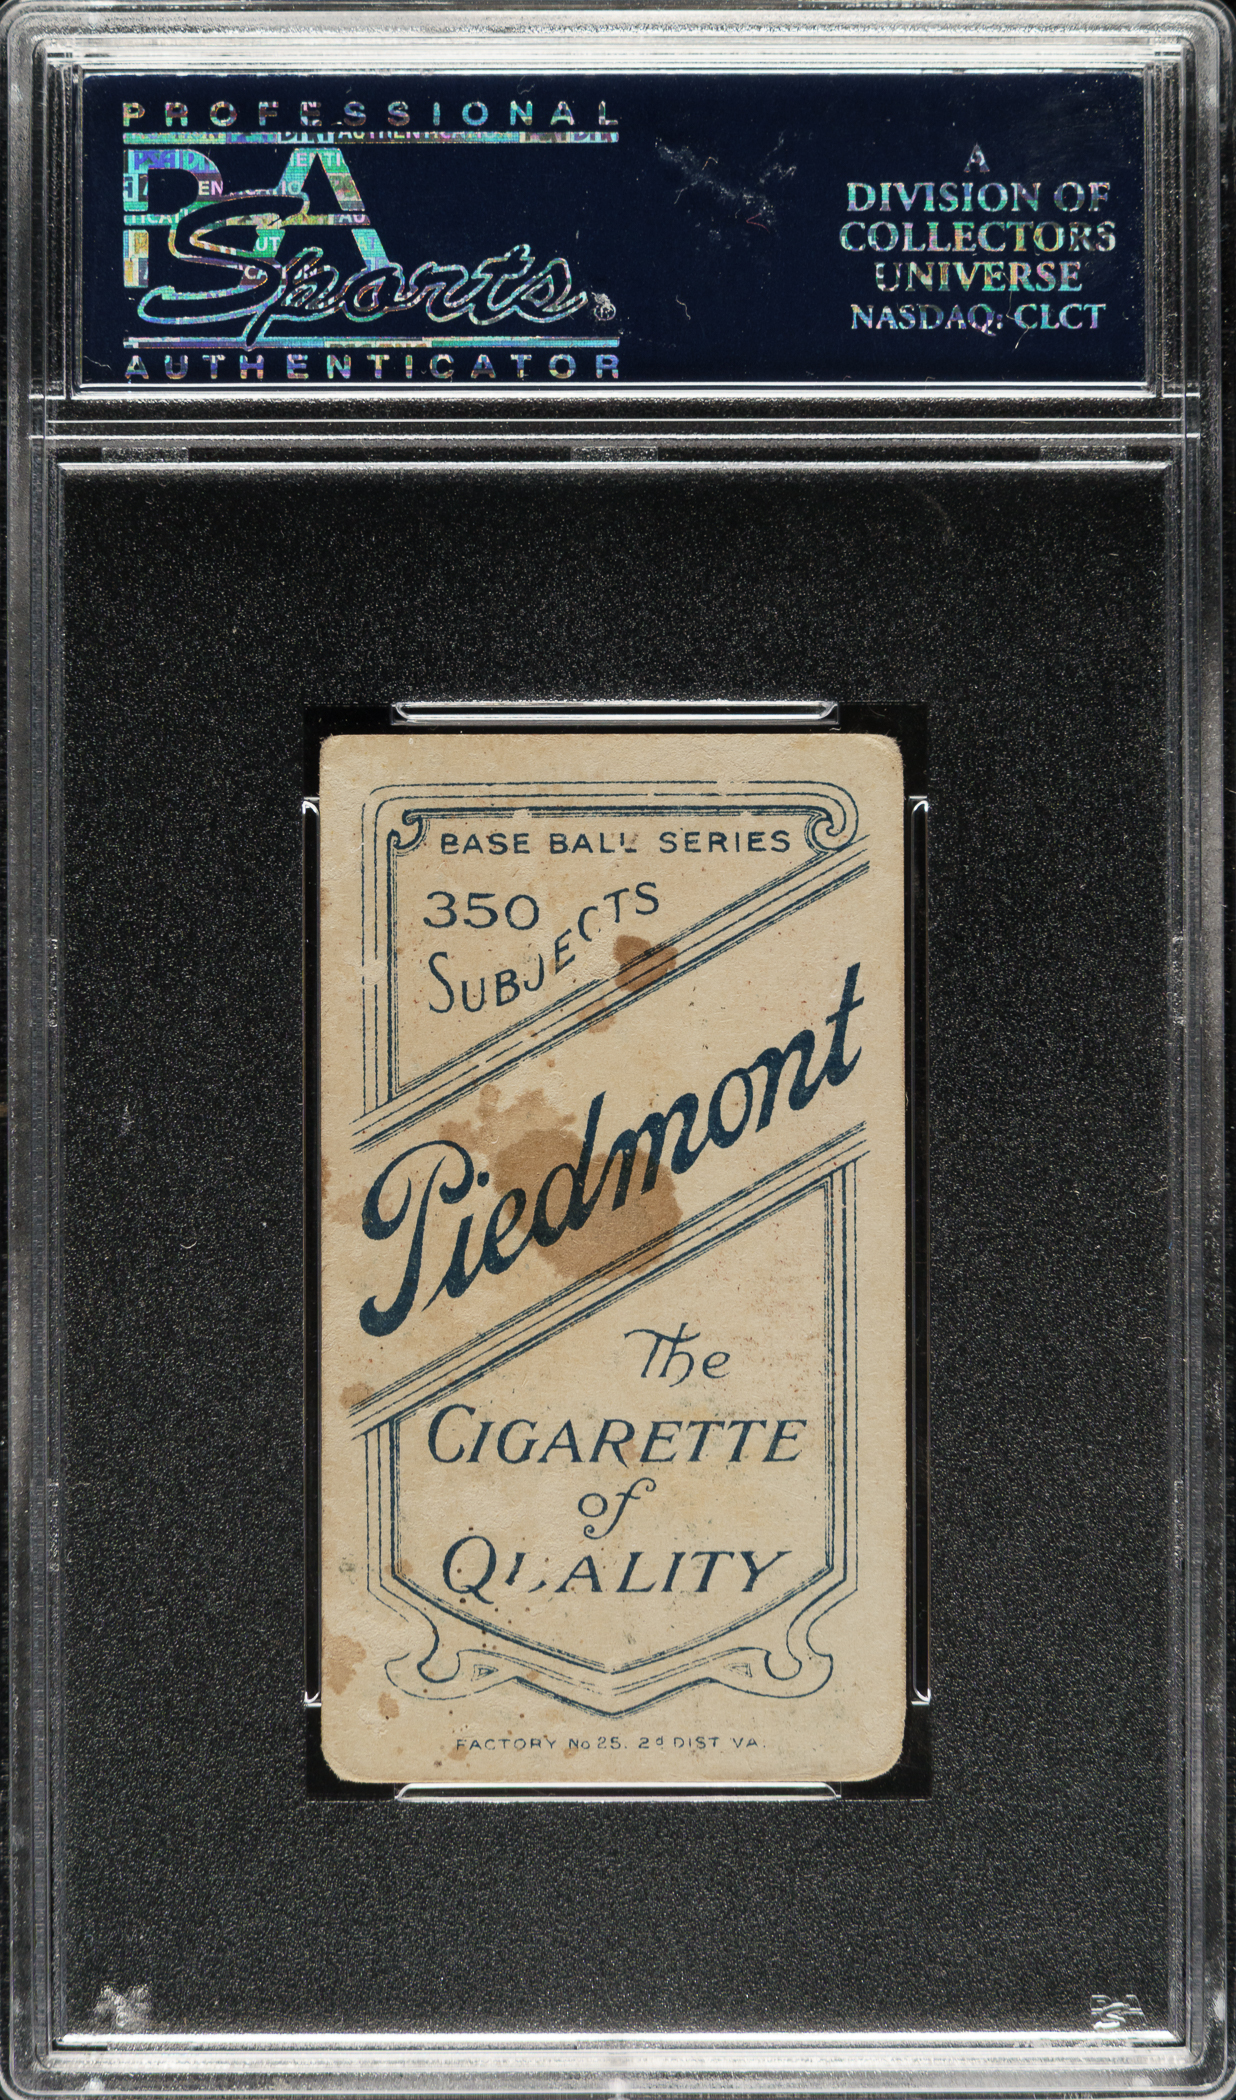 PROFESSIONAL
PSA
Sports
AUTHENTICATOR
A
DIVISION OF
COLLECTORS
UNIVERSE
NASDAQ: CLCT
BASE BALL SERIES
350
SUBJECTS
Piedmont
The
CIGARETTE
of
QUALITY
FACTORY No 25. 2d DIST. VA.
PSA